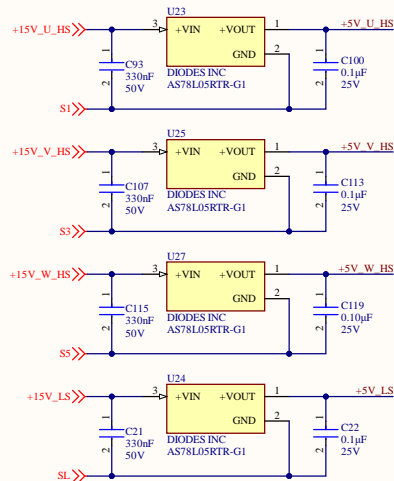 U23
+15V_U_HS 3 +VIN +VOUT 1 +5V_U_HS
GND 2
1 C93 330nF 50V 2
DIODES INC
AS78L05RTR-G1
1 C100 0.1µF 25V 2
S1
U25
+15V_V_HS 3 +VIN +VOUT 1 +5V_V_HS
GND 2
1 C107 330nF 50V 2
DIODES INC
AS78L05RTR-G1
1 C113 0.1µF 25V 2
S3
U27
+15V_W_HS 3 +VIN +VOUT 1 +5V_W_HS
GND 2
1 C115 330nF 50V 2
DIODES INC
AS78L05RTR-G1
1 C119 0.10µF 25V 2
S5
U24
+15V_LS 3 +VIN +VOUT 1 +5V_LS
GND 2
1 C21 330nF 50V 2
DIODES INC
AS78L05RTR-G1
1 C22 0.1µF 25V 2
SL